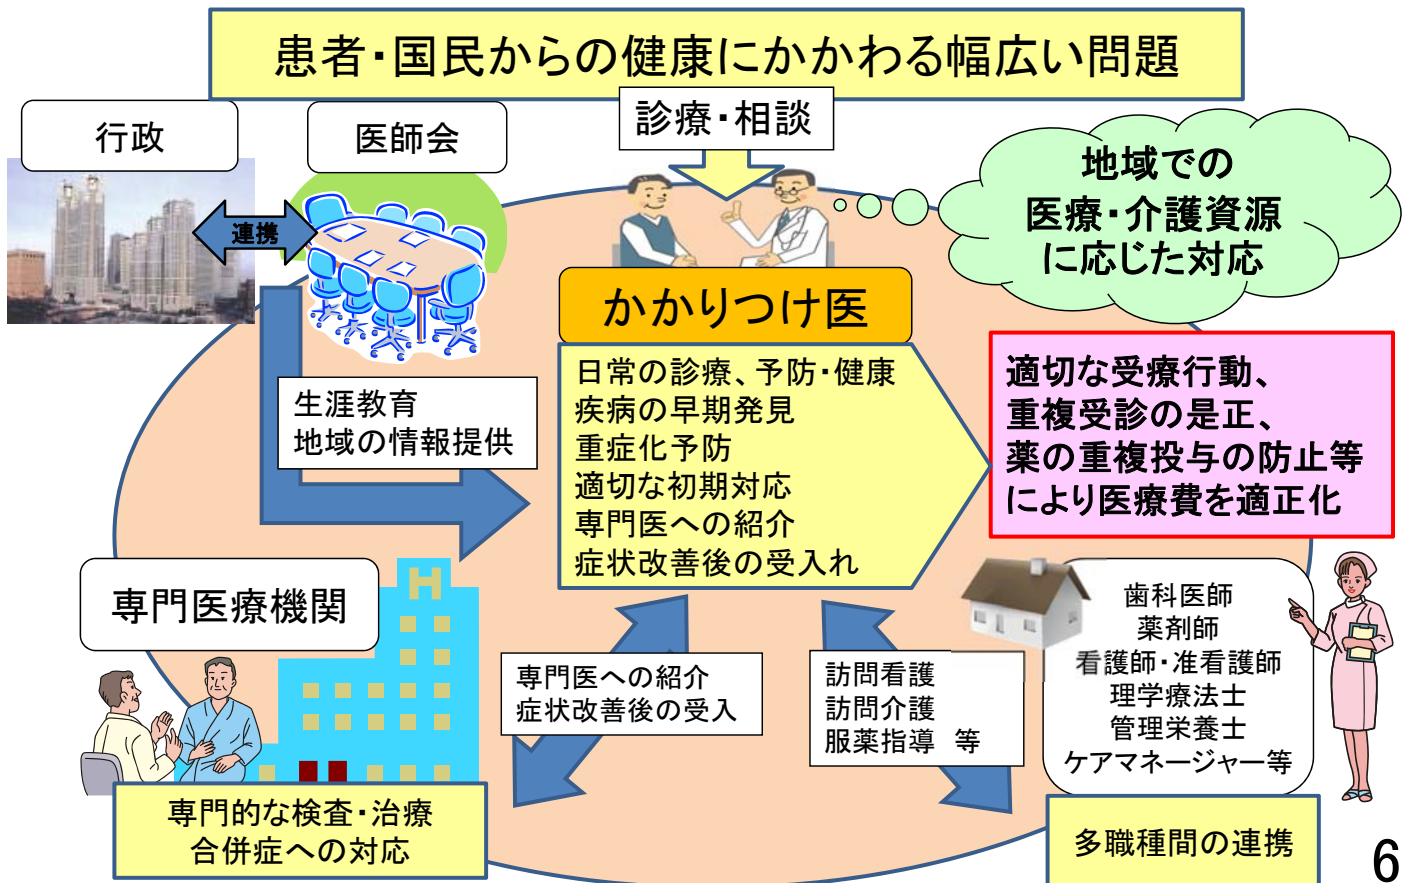 患者・国民からの健康にかかわる幅広い問題
診療・相談
行政
医師会
連携
地域での
医療・介護資源
に応じた対応
かかりつけ医
日常の診療、予防・健康
疾病の早期発見
重症化予防
適切な初期対応
専門医への紹介
症状改善後の受入れ
適切な受療行動、
重複受診の是正、
薬の重複投与の防止等
により医療費を適正化
生涯教育
地域の情報提供
専門医療機関
H
専門医への紹介
症状改善後の受入
訪問看護
訪問介護
服薬指導 等
歯科医師
薬剤師
看護師・准看護師
理学療法士
管理栄養士
ケアマネージャー等
専門的な検査・治療
合併症への対応
多職種間の連携
6